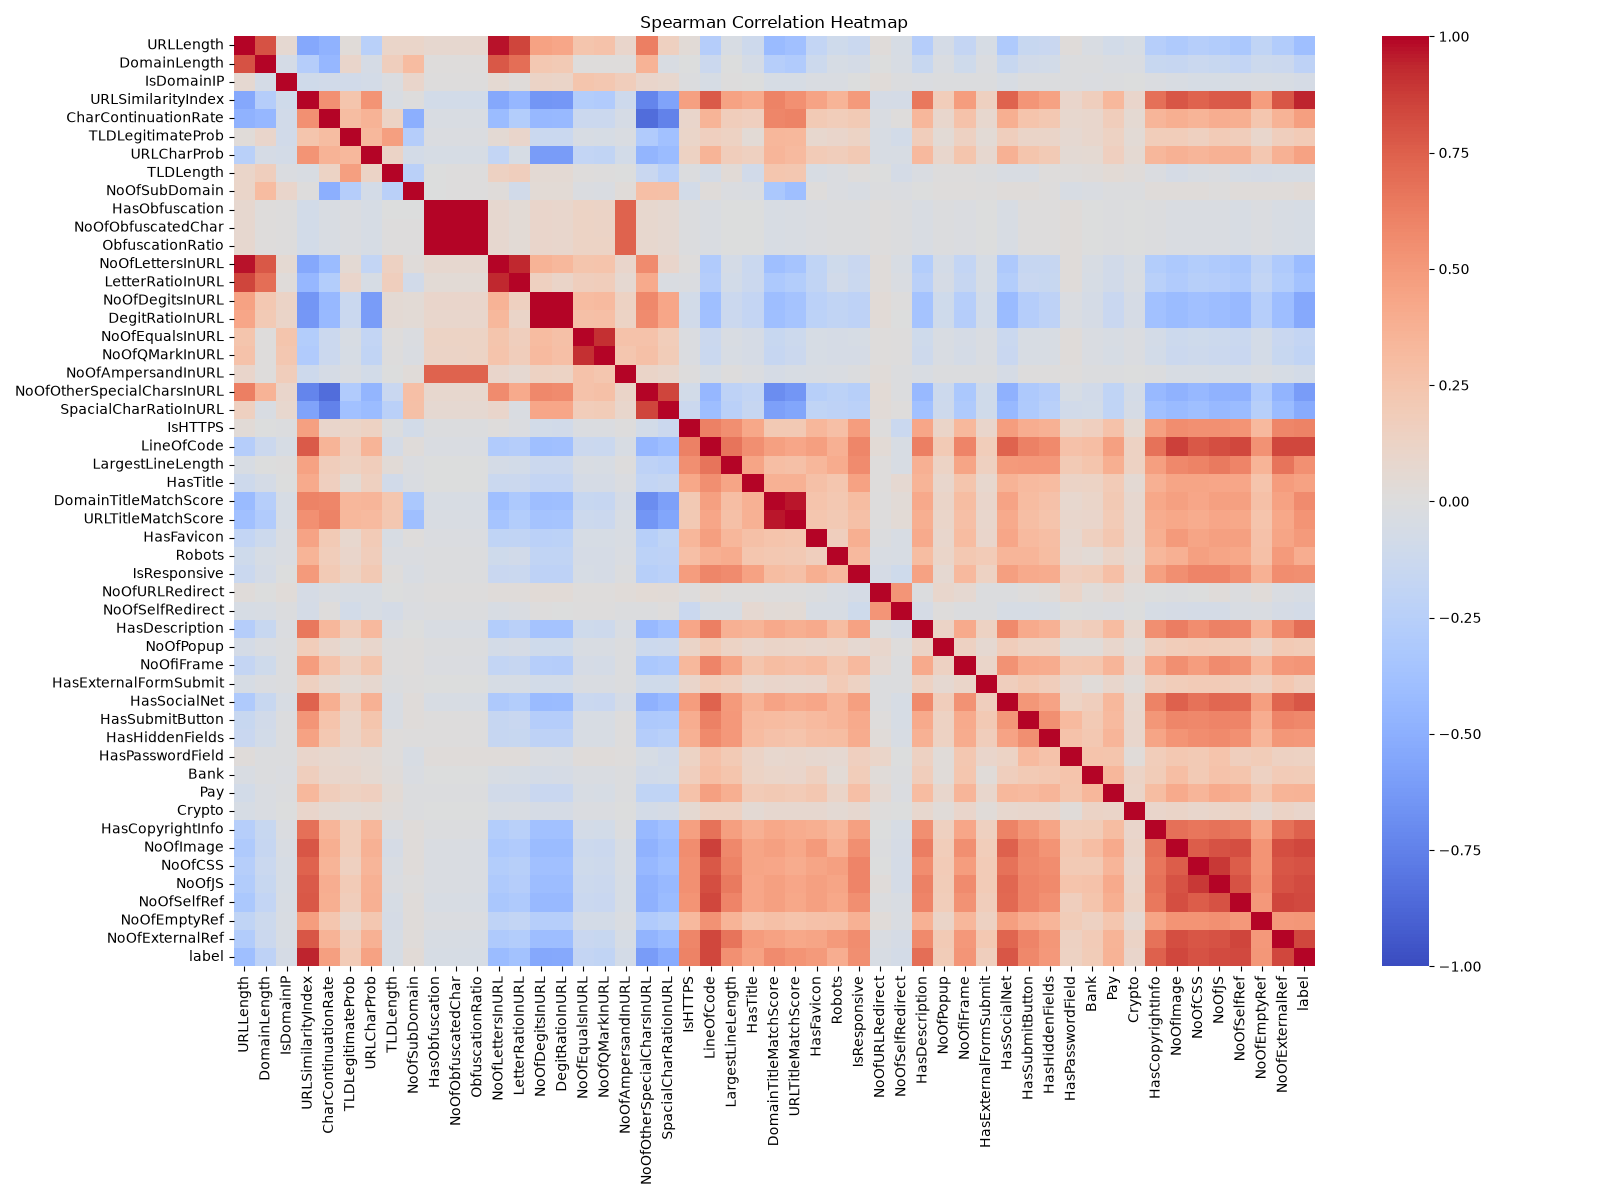 Spearman Correlation Heatmap
URLLength
DomainLength
IsDomainIP
URLSimilarityIndex
CharContinuationRate
TLDLegitimateProb
URLCharProb
TLDLength
NoOfSubDomain
HasObfuscation
NoOfObfuscatedChar
ObfuscationRatio
NoOfLettersInURL
LetterRatioInURL
NoOfDegitsInURL
DegitRatioInURL
NoOfEqualsInURL
NoOfQMarkInURL
NoOfAmpersandInURL
NoOfOtherSpecialCharsInURL
SpacialCharRatioInURL
IsHTTPS
LineOfCode
LargestLineLength
HasTitle
DomainTitleMatchScore
URLTitleMatchScore
HasFavicon
Robots
IsResponsive
NoOfURLRedirect
NoOfSelfRedirect
HasDescription
NoOfPopup
NoOfiFrame
HasExternalFormSubmit
HasSocialNet
HasSubmitButton
HasHiddenFields
HasPasswordField
Bank
Pay
Crypto
HasCopyrightInfo
NoOfImage
NoOfCSS
NoOfJS
NoOfSelfRef
NoOfEmptyRef
NoOfExternalRef
label
URLLength
DomainLength
IsDomainIP
URLSimilarityIndex
CharContinuationRate
TLDLegitimateProb
URLCharProb
TLDLength
NoOfSubDomain
HasObfuscation
NoOfObfuscatedChar
ObfuscationRatio
NoOfLettersInURL
LetterRatioInURL
NoOfDegitsInURL
DegitRatioInURL
NoOfEqualsInURL
NoOfQMarkInURL
NoOfAmpersandInURL
NoOfOtherSpecialCharsInURL
SpacialCharRatioInURL
IsHTTPS
LineOfCode
LargestLineLength
HasTitle
DomainTitleMatchScore
URLTitleMatchScore
HasFavicon
Robots
IsResponsive
NoOfURLRedirect
NoOfSelfRedirect
HasDescription
NoOfPopup
NoOfiFrame
HasExternalFormSubmit
HasSocialNet
HasSubmitButton
HasHiddenFields
HasPasswordField
Bank
Pay
Crypto
HasCopyrightInfo
NoOfImage
NoOfCSS
NoOfJS
NoOfSelfRef
NoOfEmptyRef
NoOfExternalRef
label
1.00
0.75
0.50
0.25
0.00
−0.25
−0.50
−0.75
−1.00